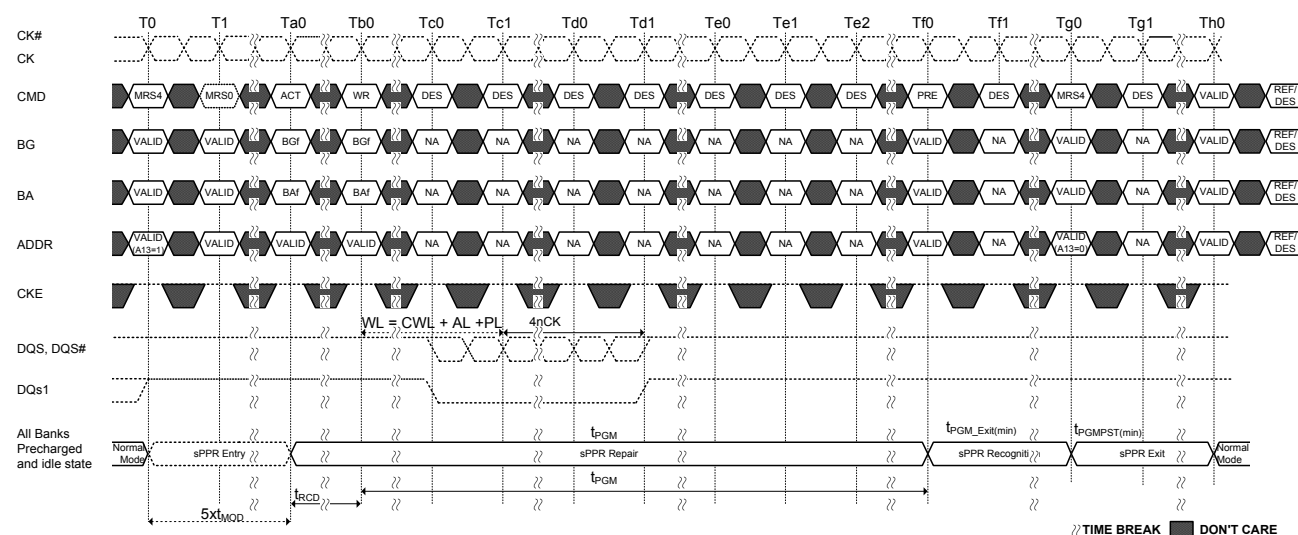 T0 T1 Ta0 Tb0 Tc0 Tc1 Td0 Td1 Te0 Te1 Te2 Tf0 Tf1 Tg0 Tg1 Th0
CK#
CK
CMD MRS4 MRS0 ACT WR DES DES DES DES DES DES DES PRE DES MRS4 DES VALID REF/ DES
BG VALID VALID BGf BGf NA NA NA NA NA NA NA VALID NA VALID NA VALID REF/ DES
BA VALID VALID BAf BAf NA NA NA NA NA NA NA VALID NA VALID NA VALID REF/ DES
ADDR VALID (A13=1) VALID VALID VALID NA NA NA NA NA NA NA VALID NA VALID (A13=0) NA VALID REF/ DES
CKE
WL = CWL + AL +PL 4nCK
DQS, DQS#
DQs1
All Banks
Precharged
and idle state
tPGM tPGM_Exit(min) tPGMPST(min)
Normal Mode sPPR Entry sPPR Repair sPPR Recogniti sPPR Exit Normal Mode
tRCD tPGM
5xtMOD
TIME BREAK DON'T CARE